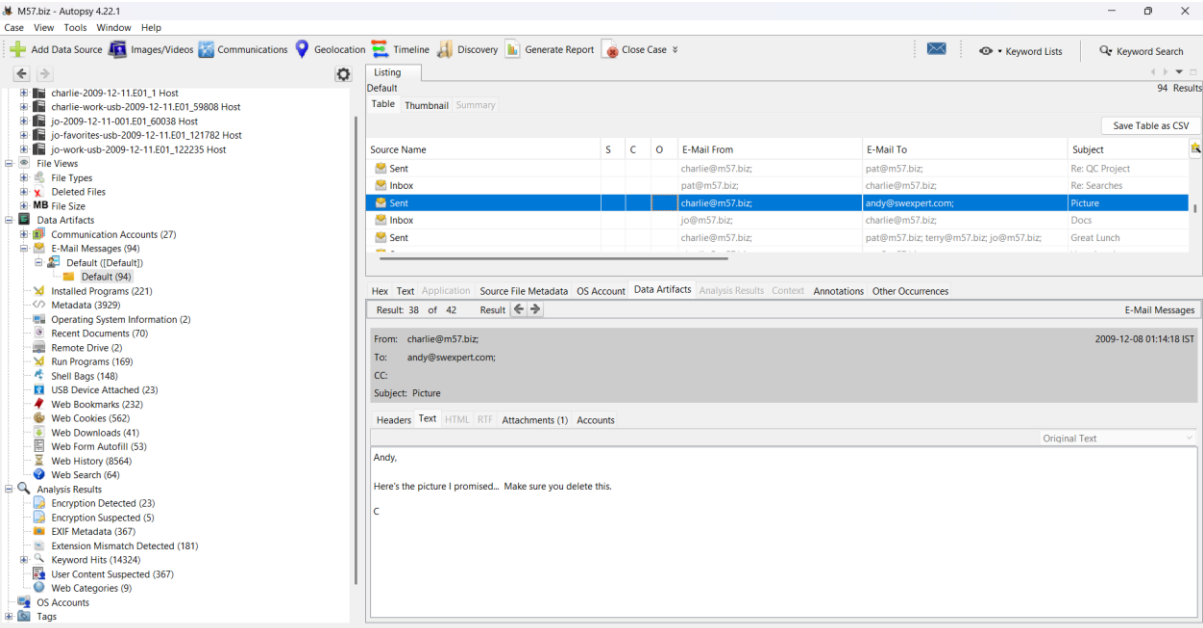 M57.biz - Autopsy 4.22.1
Case View Tools Window Help
Add Data Source Images/Videos Communications Geolocation Timeline Discovery Generate Report Close Case Keyword Lists Keyword Search
charlie-2009-12-11.E01_1 Host
charlie-work-usb-2009-12-11.E01_59808 Host
jo-2009-12-11-001.E01_60038 Host
jo-favorites-usb-2009-12-11.E01_121782 Host
jo-work-usb-2009-12-11.E01_122235 Host
File Views
File Types
Deleted Files
MB File Size
Data Artifacts
Communication Accounts (27)
E-Mail Messages (94)
Default ([Default])
Default (94)
Installed Programs (221)
Metadata (3929)
Operating System Information (2)
Recent Documents (70)
Remote Drive (2)
Run Programs (169)
Shell Bags (148)
USB Device Attached (23)
Web Bookmarks (232)
Web Cookies (562)
Web Downloads (41)
Web Form Autofill (53)
Web History (8564)
Web Search (64)
Analysis Results
Encryption Detected (23)
Encryption Suspected (5)
EXIF Metadata (367)
Extension Mismatch Detected (181)
Keyword Hits (14324)
User Content Suspected (367)
Web Categories (9)
OS Accounts
Tags
Listing
Default 94 Results
Table Thumbnail Summary
Save Table as CSV
Source Name S C O E-Mail From E-Mail To Subject
Sent charlie@m57.biz; pat@m57.biz; Re: QC Project
Inbox pat@m57.biz; charlie@m57.biz; Re: Searches
Sent charlie@m57.biz; andy@swexpert.com; Picture
Inbox jo@m57.biz; charlie@m57.biz; Docs
Sent charlie@m57.biz; pat@m57.biz; terry@m57.biz; jo@m57.biz; Great Lunch
Hex Text Application Source File Metadata OS Account Data Artifacts Analysis Results Context Annotations Other Occurrences
Result: 38 of 42 Result E-Mail Messages
From: charlie@m57.biz; 2009-12-08 01:14:18 IST
To: andy@swexpert.com;
CC:
Subject: Picture
Headers Text HTML RTF Attachments (1) Accounts
Original Text
Andy,
Here's the picture I promised... Make sure you delete this.
C